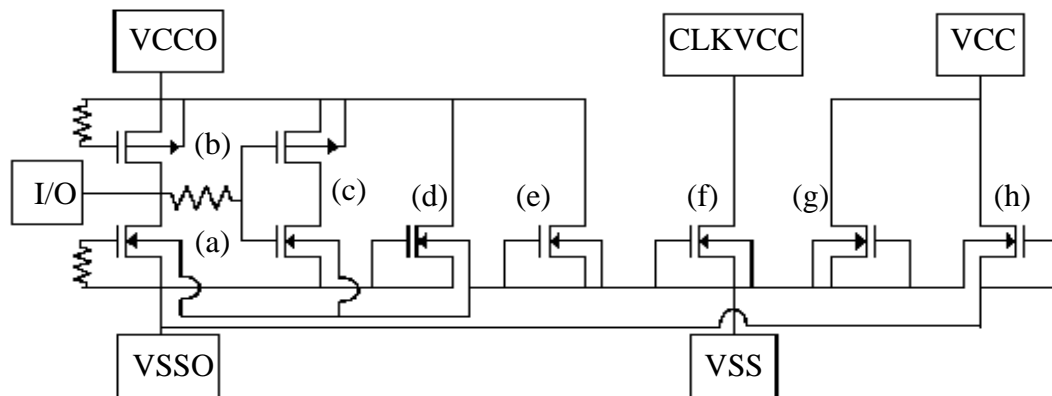 VCCO
CLKVCC
VCC
(b)
I/O
(c)
(d)
(e)
(f)
(g)
(h)
(a)
VSSO
VSS